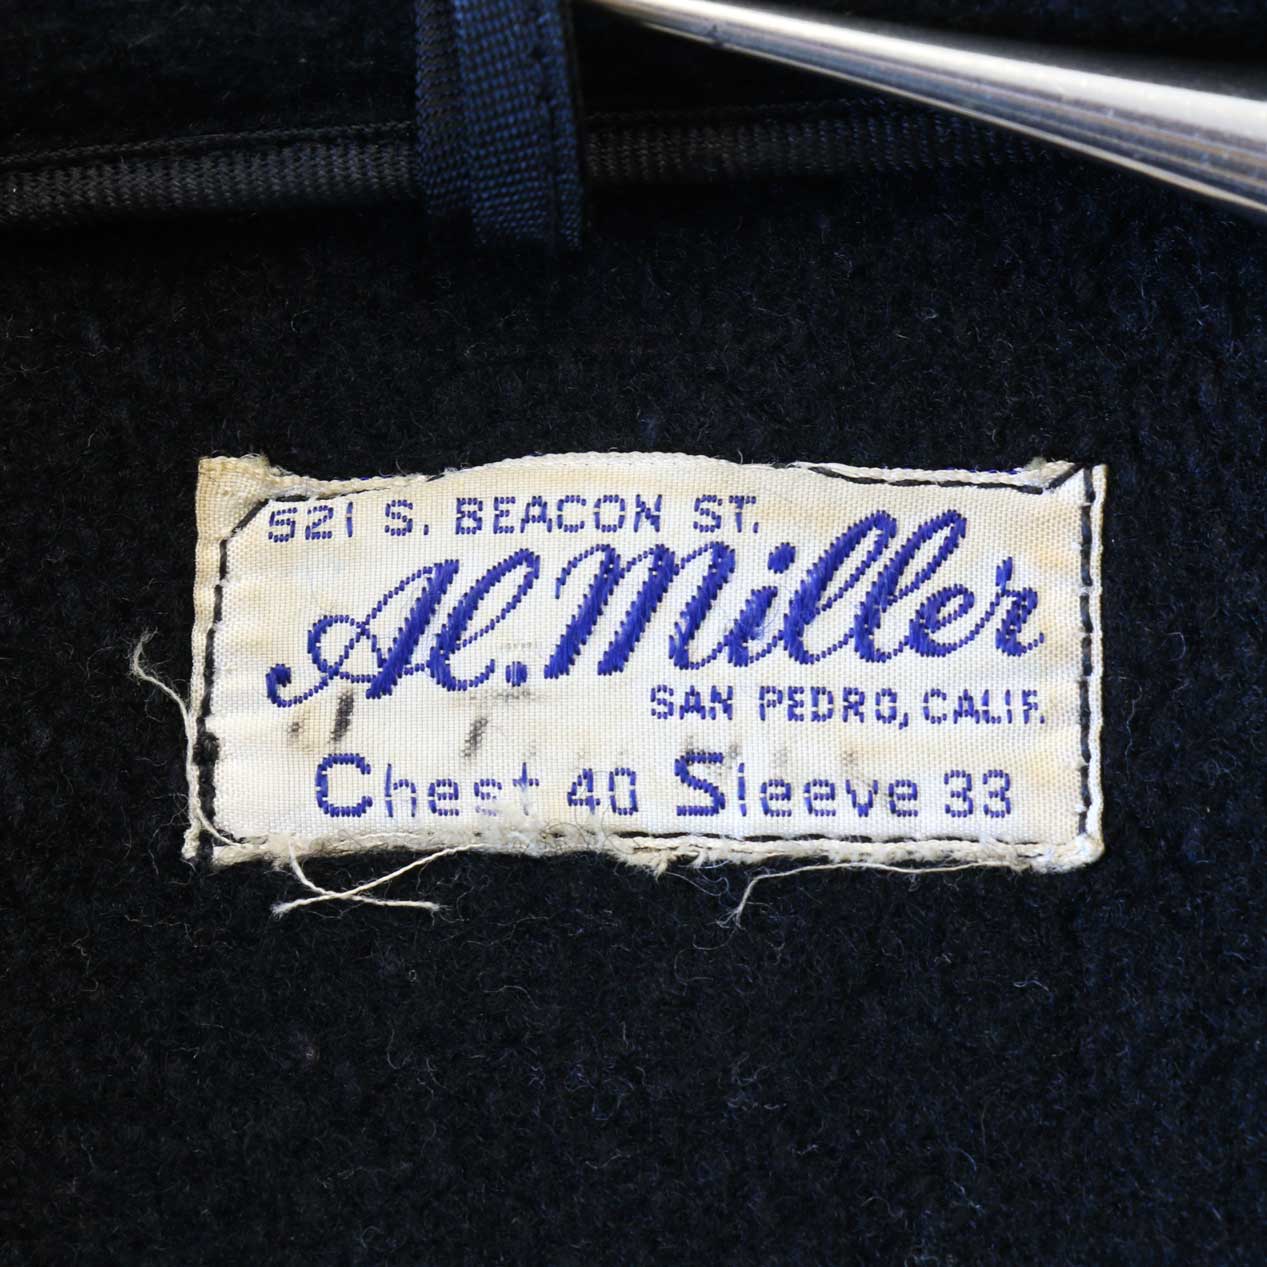 521 S. BEACON ST.
Al. Miller
SAN PEDRO, CALIF.
Chest 40 Sleeve 33